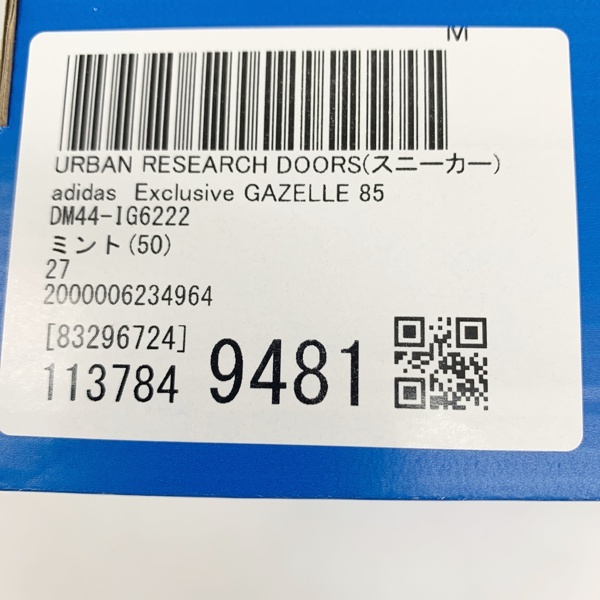 M
URBAN RESEARCH DOORS(スニーカー)
adidas Exclusive GAZELLE 85
DM44-IG6222
ミント(50)
27
2000006234964
[83296724]
113784 9481